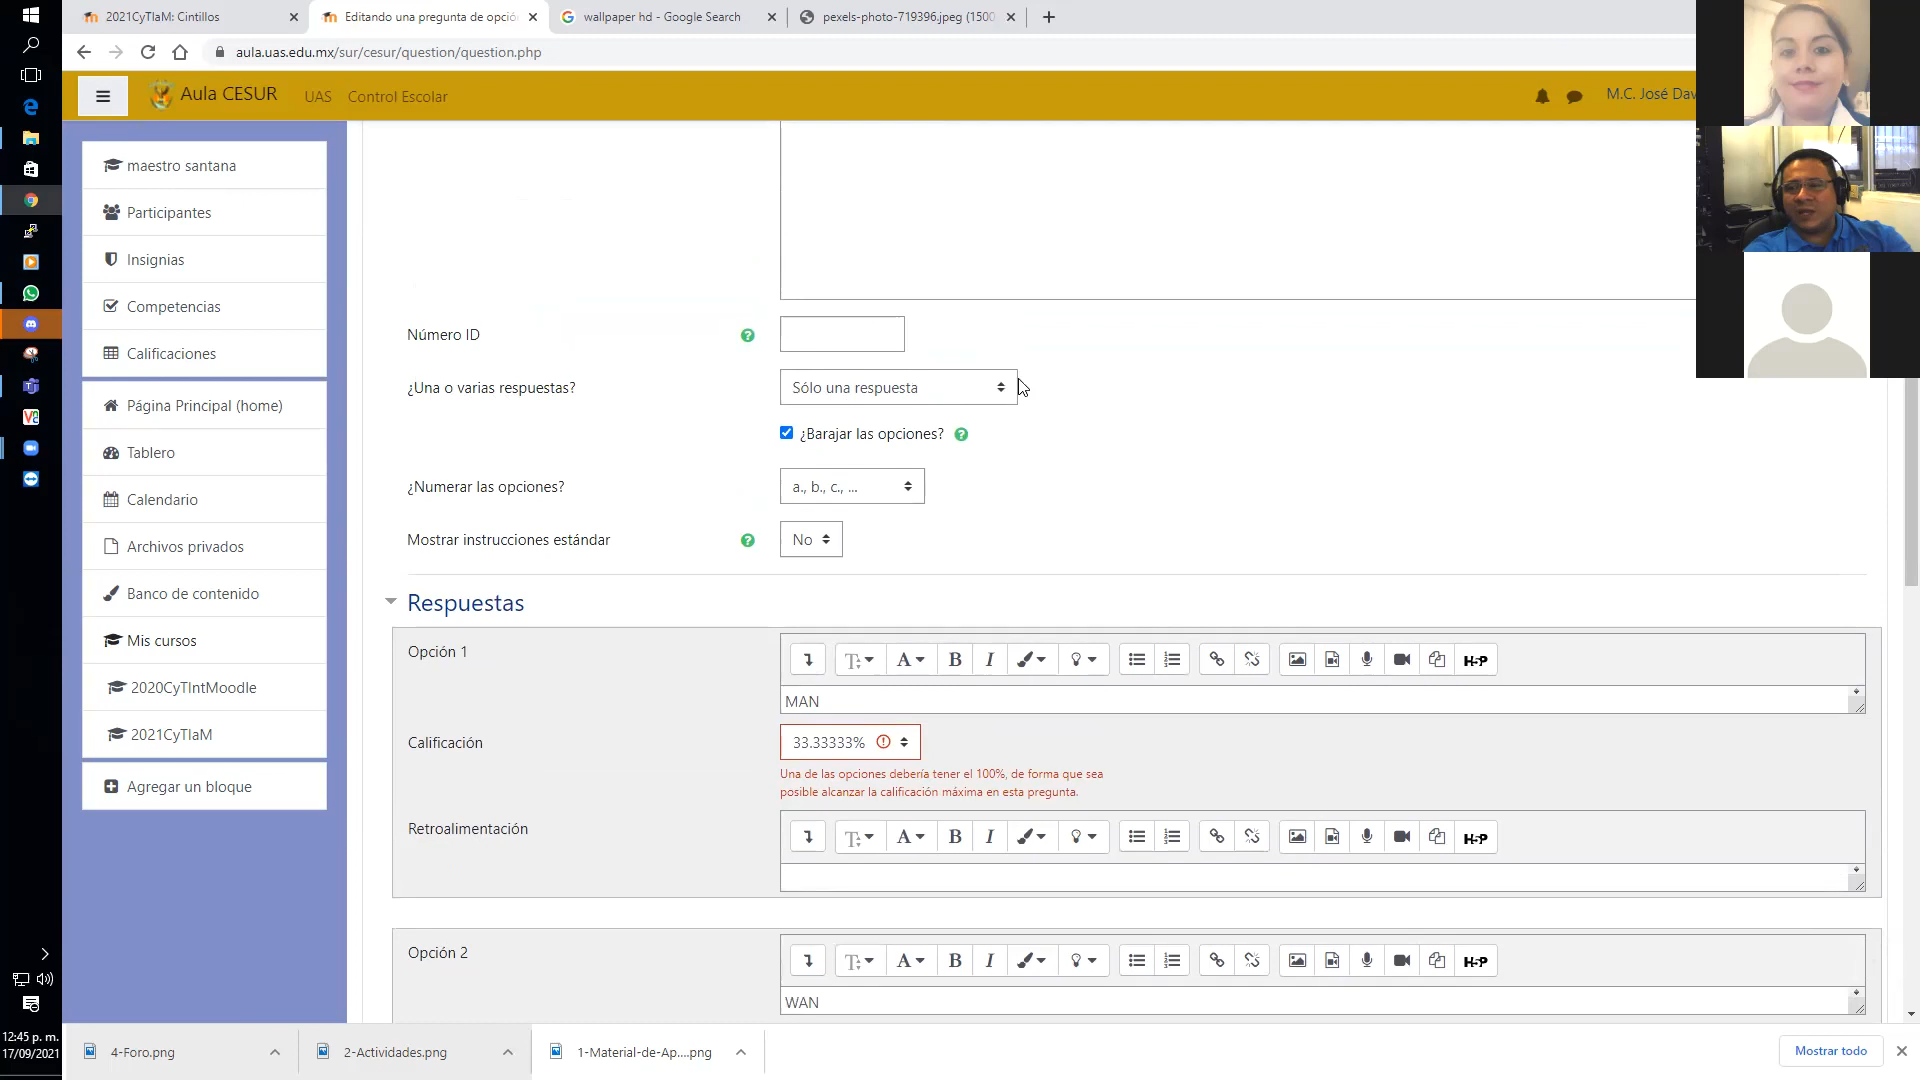 2021CyTIaM: Cintillos
Editando una pregunta de opció
wallpaper hd - Google Search
pexels-photo-719396.jpeg (1500
aula.uas.edu.mx/sur/cesur/question/question.php
Aula CESUR
UAS
Control Escolar
M.C. José Dav
maestro santana
Participantes
Insignias
Competencias
Calificaciones
Página Principal (home)
Tablero
Calendario
Archivos privados
Banco de contenido
Mis cursos
2020CyTIntMoodle
2021CyTIaM
Agregar un bloque
Número ID
¿Una o varias respuestas?
Sólo una respuesta
¿Barajar las opciones?
¿Numerar las opciones?
a., b., c., ...
Mostrar instrucciones estándar
No
Respuestas
Opción 1
H-P
MAN
Calificación
33.33333%
Una de las opciones debería tener el 100%, de forma que sea
posible alcanzar la calificación máxima en esta pregunta.
Retroalimentación
H-P
Opción 2
H-P
WAN
12:45 p. m.
17/09/2021
4-Foro.png
2-Actividades.png
1-Material-de-Ap....png
Mostrar todo